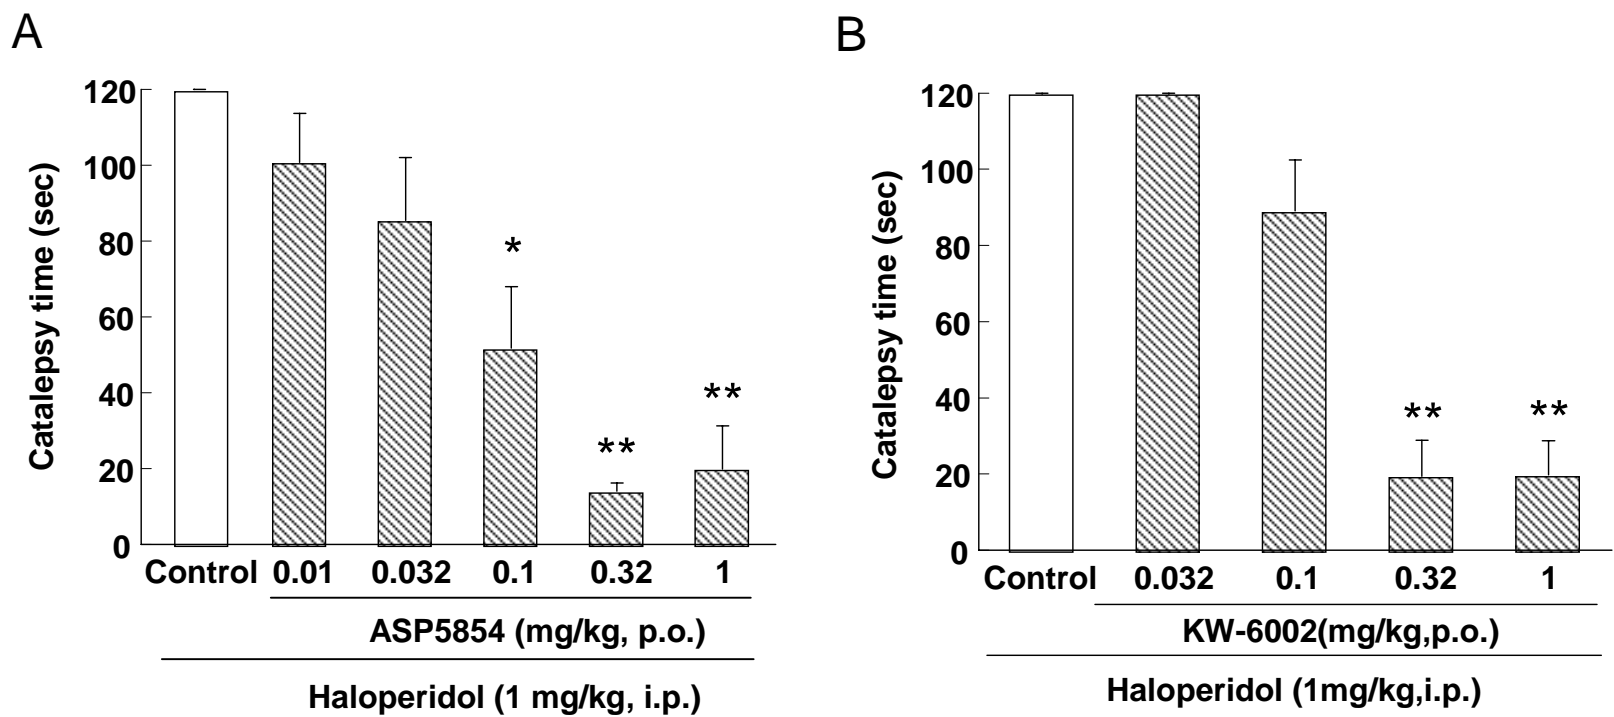 A
120
100
80
60
40
20
0
Catalepsy time (sec)
*
**
**
Control 0.01 0.032 0.1 0.32 1
ASP5854 (mg/kg, p.o.)
Haloperidol (1 mg/kg, i.p.)
B
120
100
80
60
40
20
0
Catalepsy time (sec)
**
**
Control 0.032 0.1 0.32 1
KW-6002(mg/kg,p.o.)
Haloperidol (1mg/kg,i.p.)